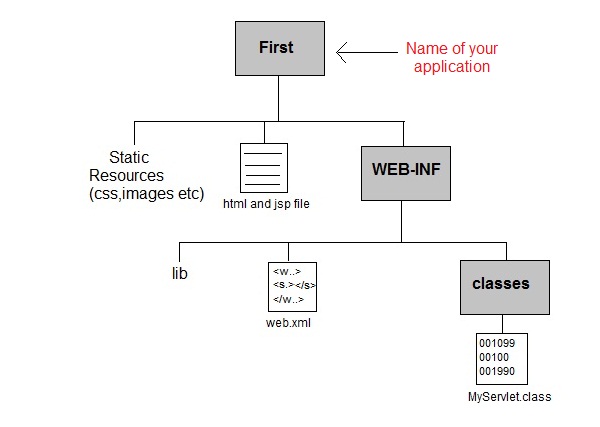 First
Name of your
application
Static
Resources
(css,images etc)
html and jsp file
WEB-INF
lib
<w..>
<s.></s>
</w..>
web.xml
classes
001099
00100
001990
MyServlet.class